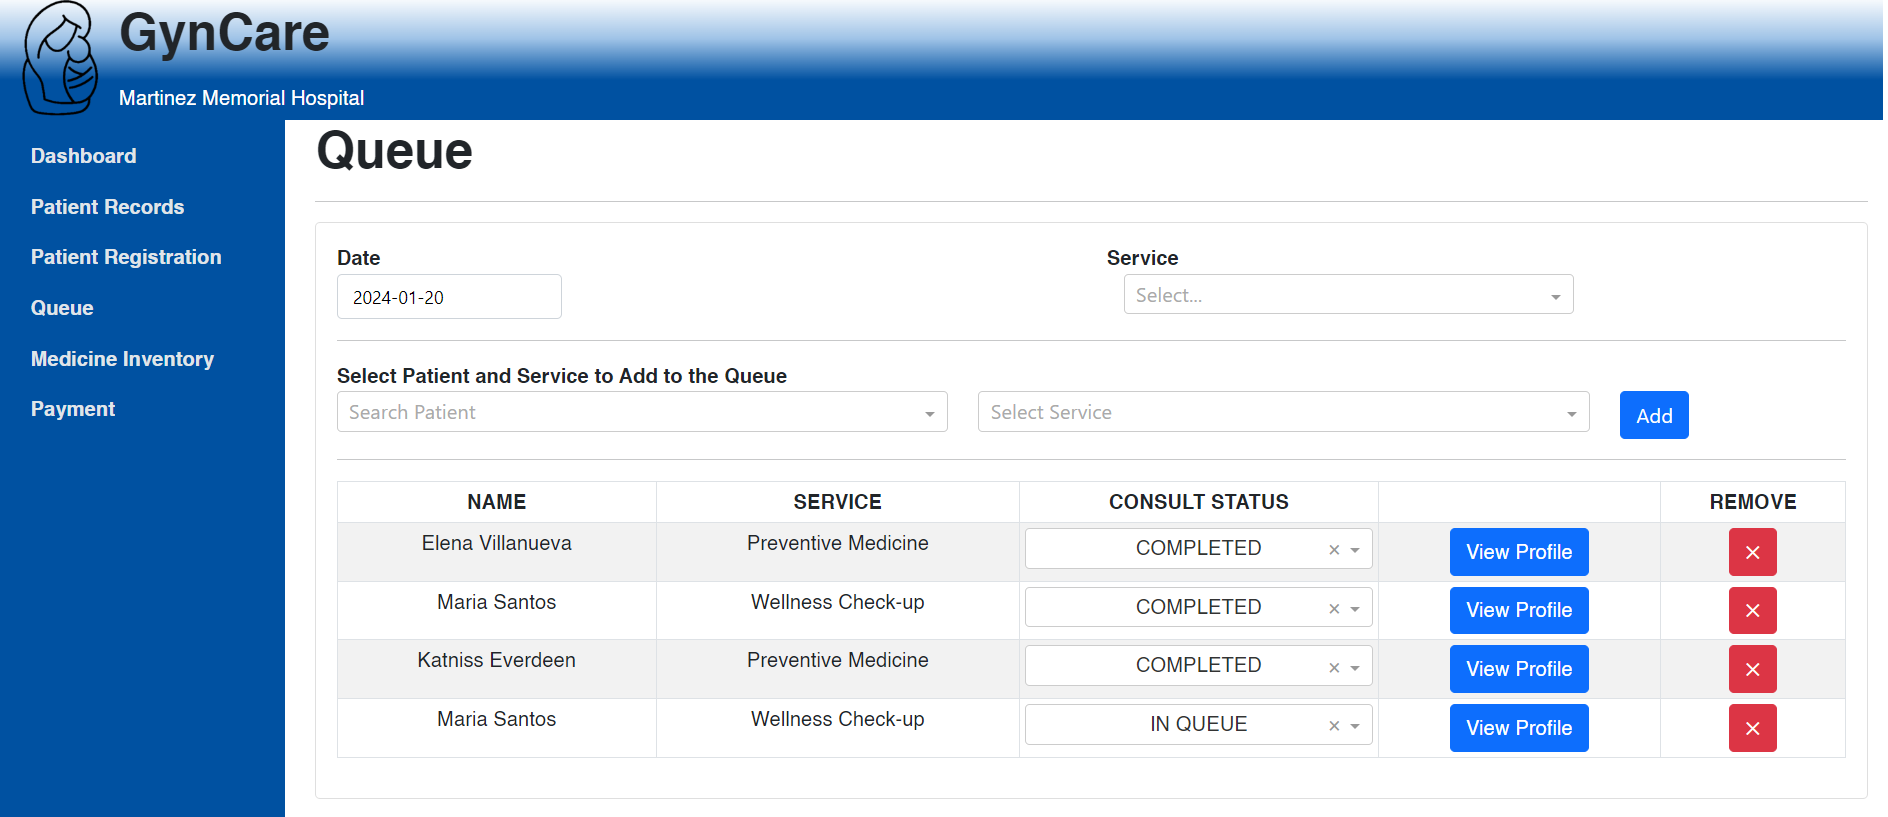 GynCare
Martinez Memorial Hospital
Dashboard
Patient Records
Patient Registration
Queue
Medicine Inventory
Payment
Queue
Date Service
2024-01-20 Select...
Select Patient and Service to Add to the Queue
Search Patient Select Service Add
NAME SERVICE CONSULT STATUS REMOVE
Elena Villanueva Preventive Medicine COMPLETED × View Profile ×
Maria Santos Wellness Check-up COMPLETED × View Profile ×
Katniss Everdeen Preventive Medicine COMPLETED × View Profile ×
Maria Santos Wellness Check-up IN QUEUE × View Profile ×